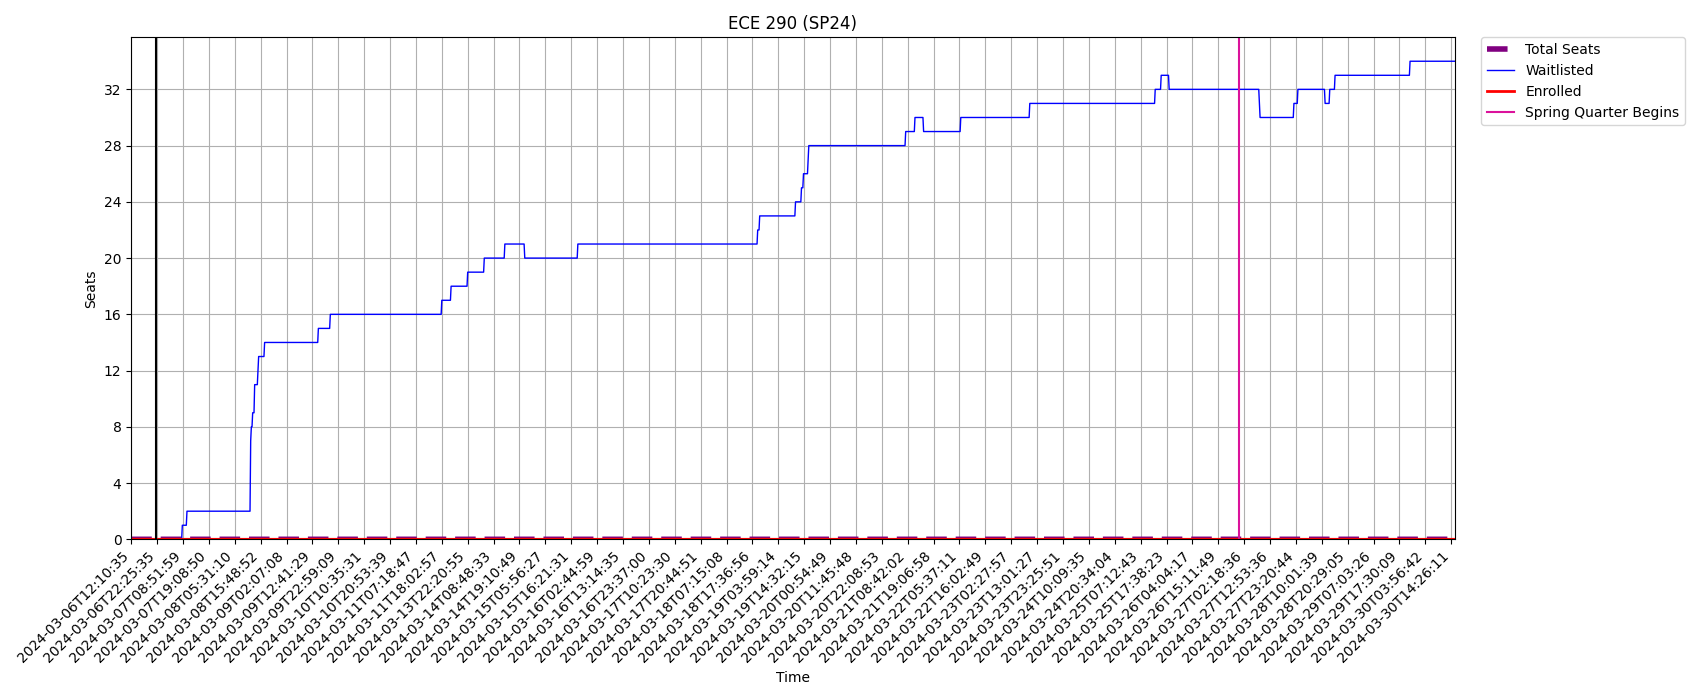 ECE 290 (SP24)
Total Seats
Waitlisted
Enrolled
Spring Quarter Begins
Seats
32
28
24
20
16
12
8
4
0
2024-03-06T12:10:35
2024-03-06T22:25:35
2024-03-07T08:51:59
2024-03-07T19:08:50
2024-03-08T05:31:10
2024-03-08T15:48:52
2024-03-09T02:07:08
2024-03-09T12:41:29
2024-03-09T22:59:09
2024-03-10T10:35:31
2024-03-10T20:53:39
2024-03-11T07:18:47
2024-03-11T18:02:57
2024-03-13T22:20:55
2024-03-14T08:48:33
2024-03-14T19:10:49
2024-03-15T05:56:27
2024-03-15T16:21:31
2024-03-16T02:44:59
2024-03-16T13:14:35
2024-03-16T23:37:00
2024-03-17T10:23:30
2024-03-17T20:44:51
2024-03-18T07:15:08
2024-03-18T17:36:56
2024-03-19T03:59:14
2024-03-19T14:32:15
2024-03-20T00:54:49
2024-03-20T11:45:48
2024-03-20T22:08:53
2024-03-21T08:42:02
2024-03-21T19:06:58
2024-03-22T05:37:11
2024-03-22T16:02:49
2024-03-23T02:27:57
2024-03-23T13:01:27
2024-03-23T23:25:51
2024-03-24T10:09:35
2024-03-24T20:34:04
2024-03-25T07:12:43
2024-03-25T17:38:23
2024-03-26T04:04:17
2024-03-26T15:11:49
2024-03-27T02:18:36
2024-03-27T12:53:36
2024-03-27T23:20:44
2024-03-28T10:01:39
2024-03-28T20:29:05
2024-03-29T07:03:26
2024-03-29T17:30:09
2024-03-30T03:56:42
2024-03-30T14:26:11
Time